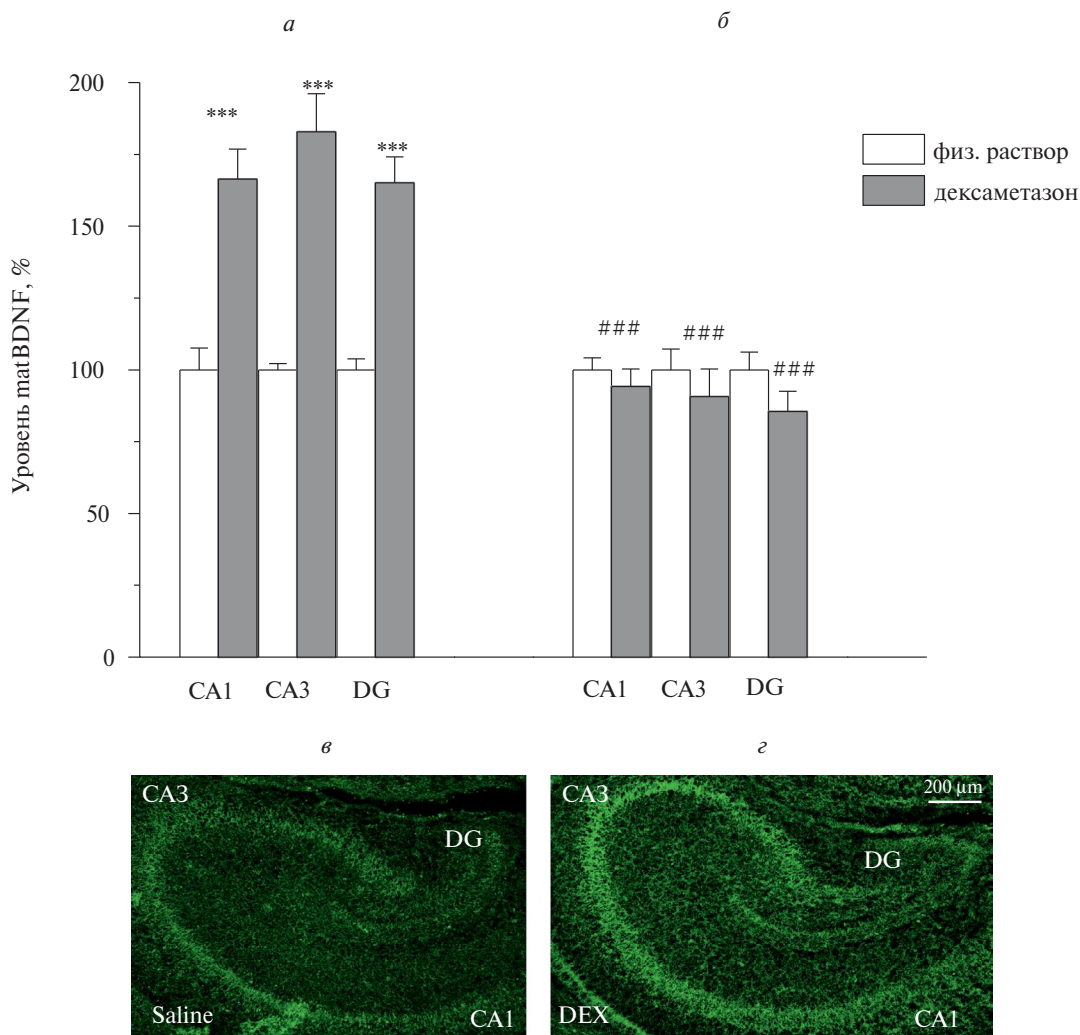 а
б
200
150
100
50
0
Уровень matBDNF, %
***
***
***
###
###
###
физ. раствор
дексаметазон
CA1 CA3 DG
CA1 CA3 DG
в
г
CA3
DG
Saline
CA1
CA3
200 µm
DG
DEX
CA1